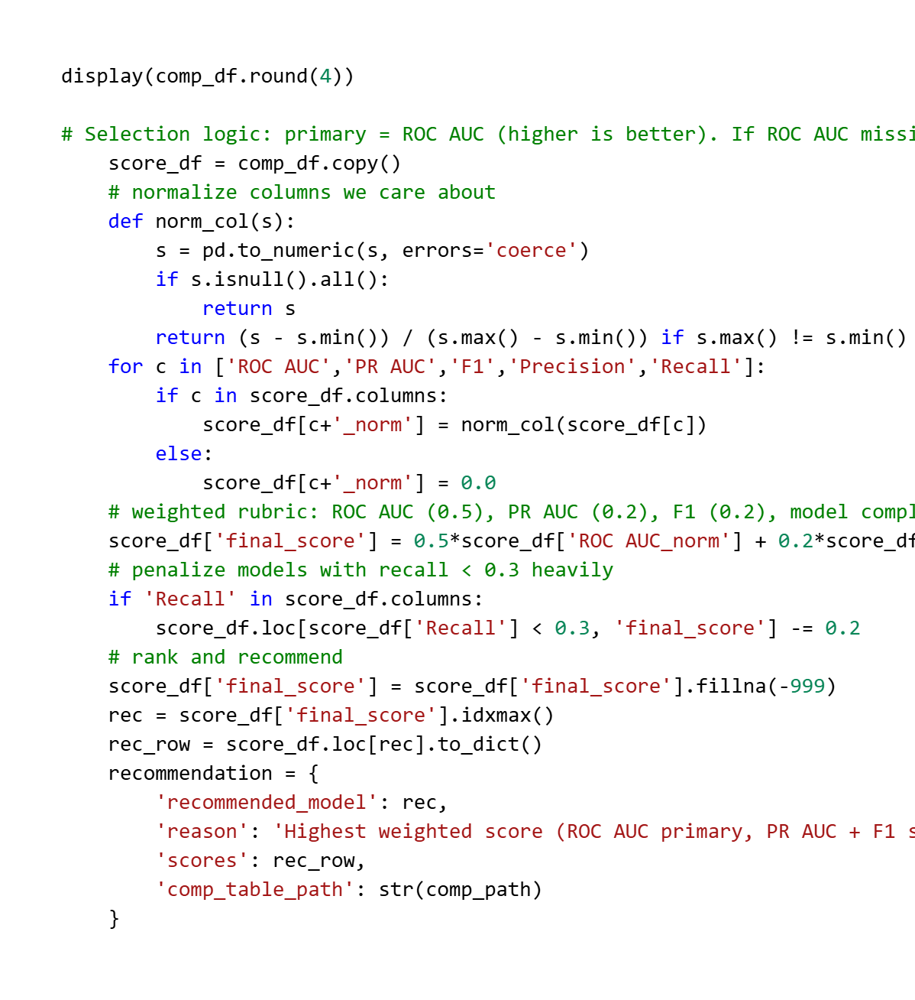 display(comp_df.round(4))
# Selection logic: primary = ROC AUC (higher is better). If ROC AUC
    score_df = comp_df.copy()
    # normalize columns we care about
    def norm_col(s):
        s = pd.to_numeric(s, errors='coerce')
        if s.isnull().all():
            return s
        return (s - s.min()) / (s.max() - s.min()) if s.max() != s.min()
    for c in ['ROC AUC','PR AUC','F1','Precision','Recall']:
        if c in score_df.columns:
            score_df[c+'_norm'] = norm_col(score_df[c])
        else:
            score_df[c+'_norm'] = 0.0
    # weighted rubric: ROC AUC (0.5), PR AUC (0.2), F1 (0.2), model
    score_df['final_score'] = 0.5*score_df['ROC AUC_norm'] + 0.2*score_df
    # penalize models with recall < 0.3 heavily
    if 'Recall' in score_df.columns:
        score_df.loc[score_df['Recall'] < 0.3, 'final_score'] -= 0.2
    # rank and recommend
    score_df['final_score'] = score_df['final_score'].fillna(-999)
    rec = score_df['final_score'].idxmax()
    rec_row = score_df.loc[rec].to_dict()
    recommendation = {
        'recommended_model': rec,
        'reason': 'Highest weighted score (ROC AUC primary, PR AUC + F1
        'scores': rec_row,
        'comp_table_path': str(comp_path)
    }